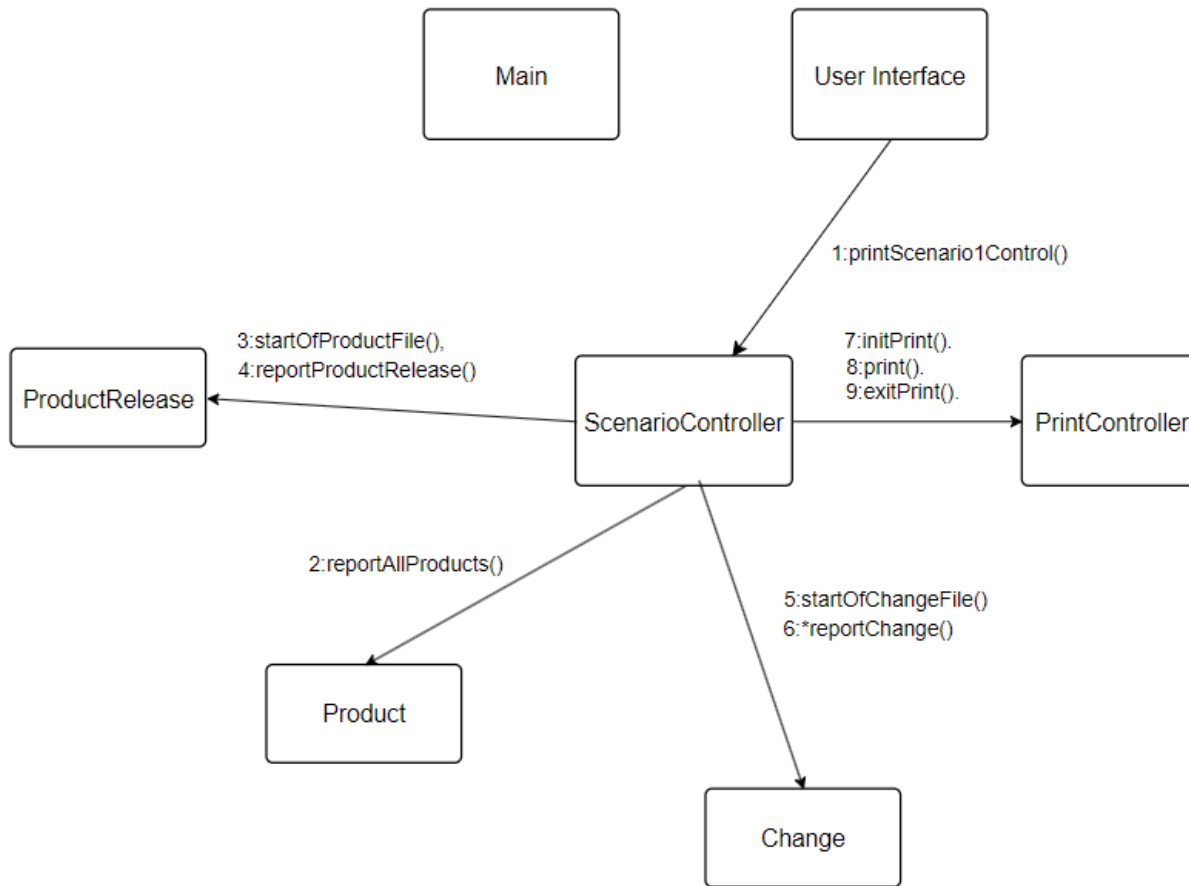 Main
User Interface
1:printScenario1Control()
3:startOfProductFile(),
4:reportProductRelease()
7:initPrint().
8:print().
9:exitPrint().
ProductRelease
ScenarioController
PrintController
2:reportAllProducts()
5:startOfChangeFile()
6:*reportChange()
Product
Change